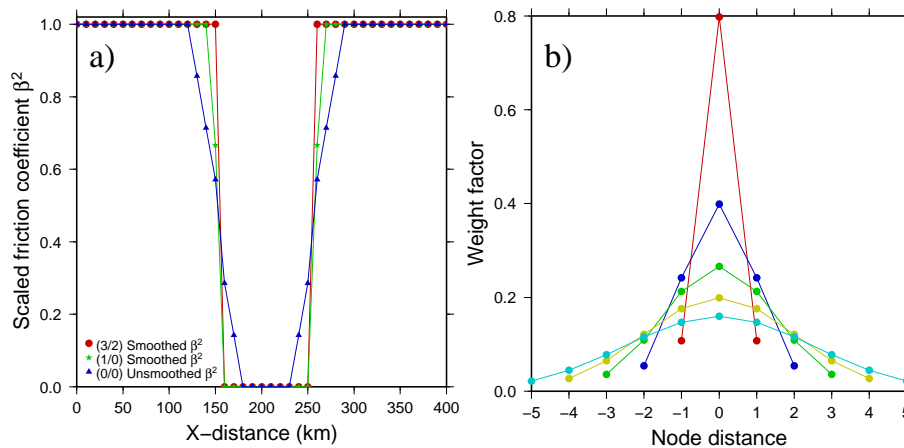 a)
1.0
0.8
0.6
0.4
0.2
0.0
Scaled friction coefficient β²
(3/2) Smoothed β²
(1/0) Smoothed β²
(0/0) Unsmoothed β²
0 50 100 150 200 250 300 350 400
X−distance (km)
b)
0.8
0.6
0.4
0.2
0.0
Weight factor
−5 −4 −3 −2 −1 0 1 2 3 4 5
Node distance